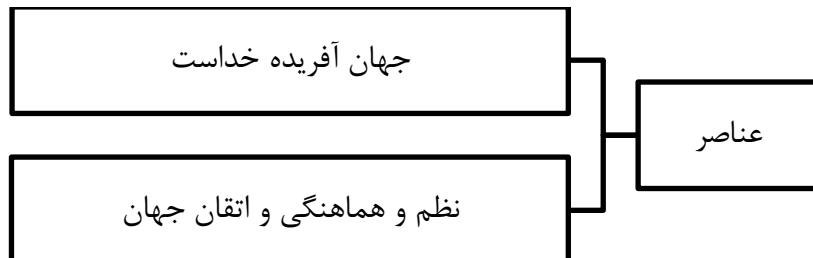 عناصر
جهان آفریده خداست
نظم و هماهنگی و اتقان جهان